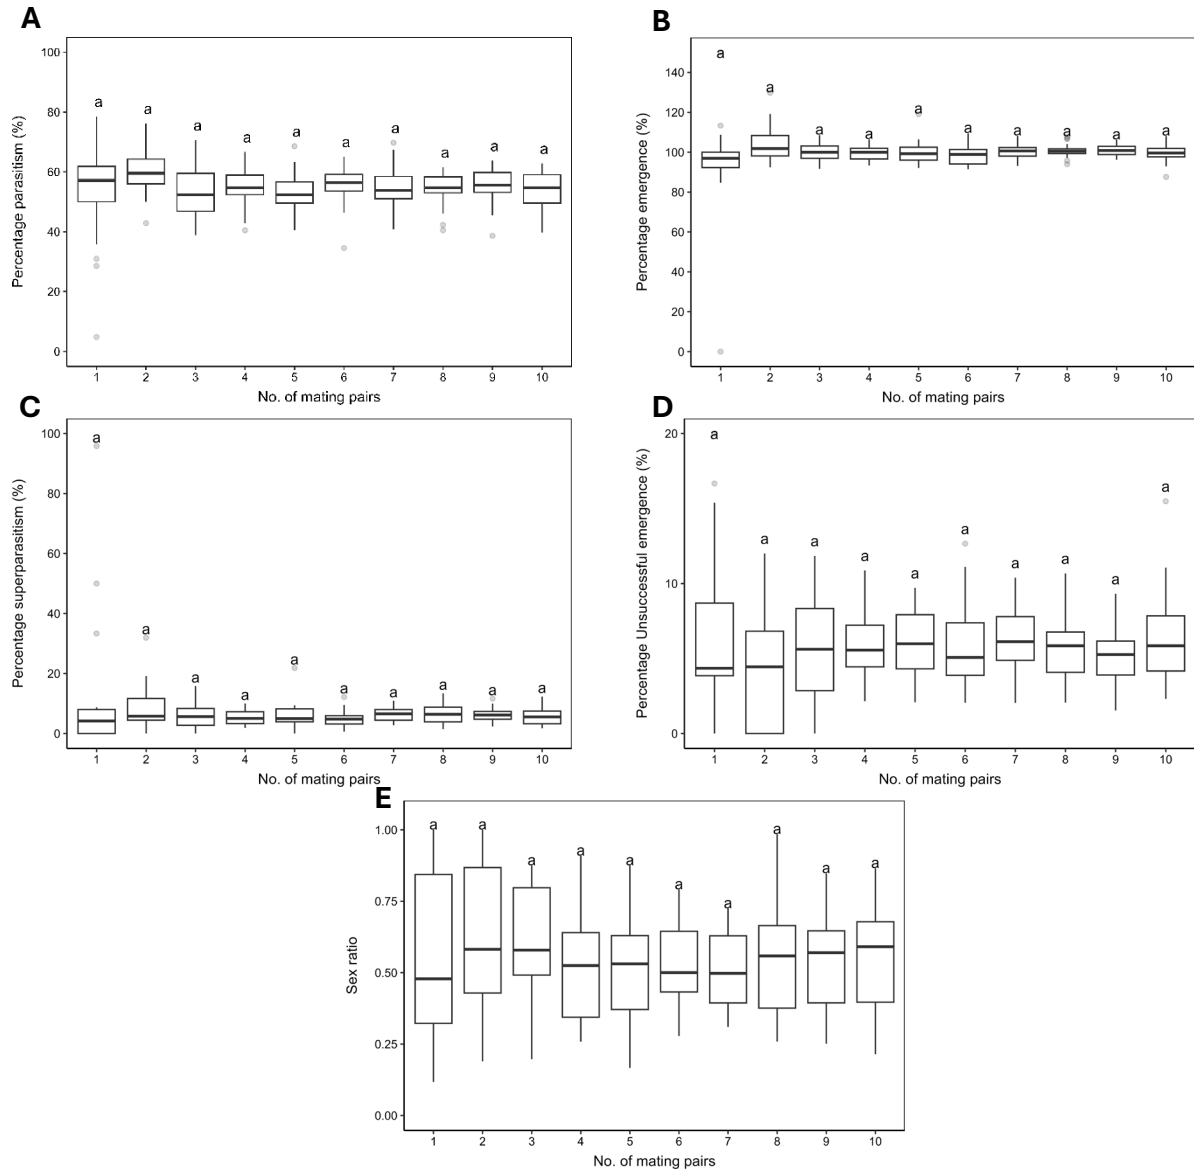 A
Percentage parasitism (%)
100
80
60
40
20
0
a a a a a a a a a a
1 2 3 4 5 6 7 8 9 10
No. of mating pairs
B
Percentage emergence (%)
140
120
100
80
60
40
20
0
a a a a a a a a a a
1 2 3 4 5 6 7 8 9 10
No. of mating pairs
C
Percentage superparasitism (%)
100
80
60
40
20
0
a a a a a a a a a a
1 2 3 4 5 6 7 8 9 10
No. of mating pairs
D
Percentage Unsuccessful emergence (%)
20
10
0
a a a a a a a a a a
1 2 3 4 5 6 7 8 9 10
No. of mating pairs
E
Sex ratio
1.00
0.75
0.50
0.25
0.00
a a a a a a a a a a
1 2 3 4 5 6 7 8 9 10
No. of mating pairs